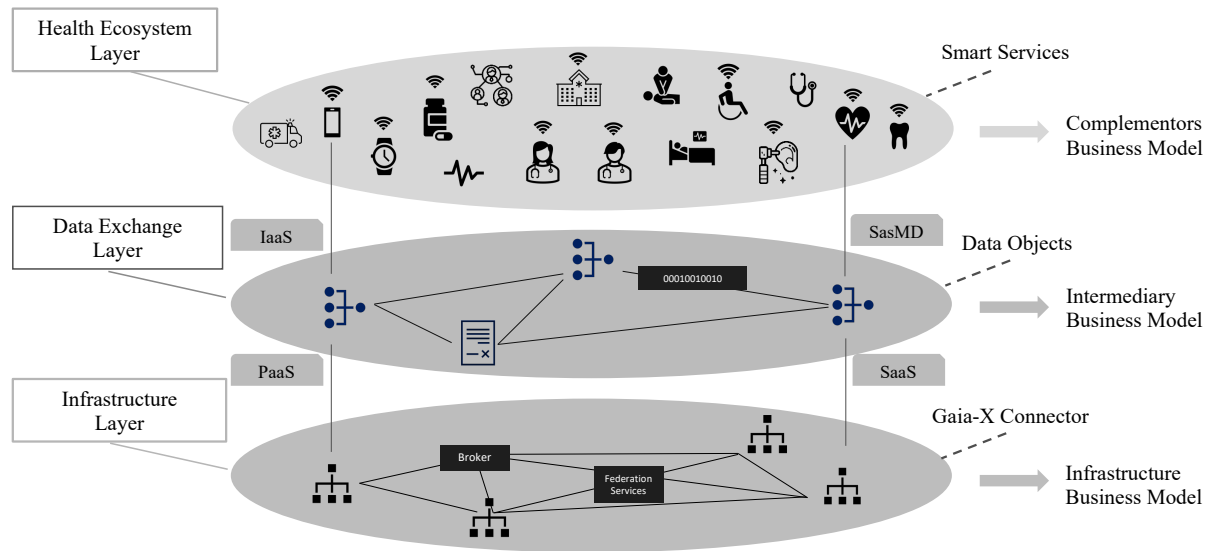 Health Ecosystem
Layer
Smart Services
Complementors
Business Model
Data Exchange
Layer
IaaS
SasMD
Data Objects
00010010010
Intermediary
Business Model
PaaS
SaaS
Infrastructure
Layer
Gaia-X Connector
Broker
Federation
Services
Infrastructure
Business Model